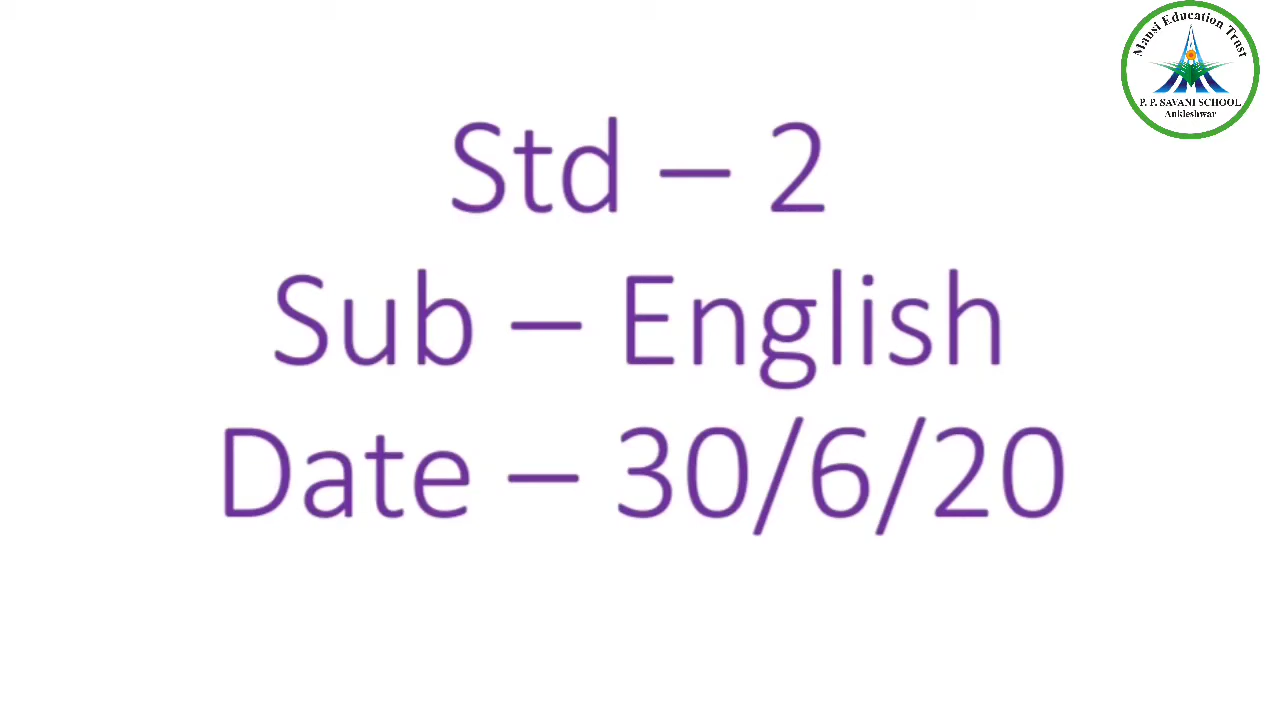 Mansi Education Trust
P. P. SAVANI SCHOOL
Ankleshwar
Std – 2
Sub – English
Date – 30/6/20